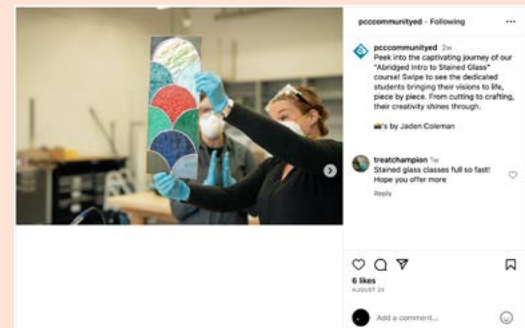 pcccommunityed · Following
pcccommunityed 2w
Peek into the captivating journey of our
"Abridged Intro to Stained Glass"
course! Swipe to see the dedicated
students bringing their visions to life,
piece by piece. From cutting to crafting,
their creativity shines through.
📸's by Jaden Coleman
treatchampion 1w
Stained glass classes full so fast!
Hope you offer more
Reply
6 likes
AUGUST 24
Add a comment...